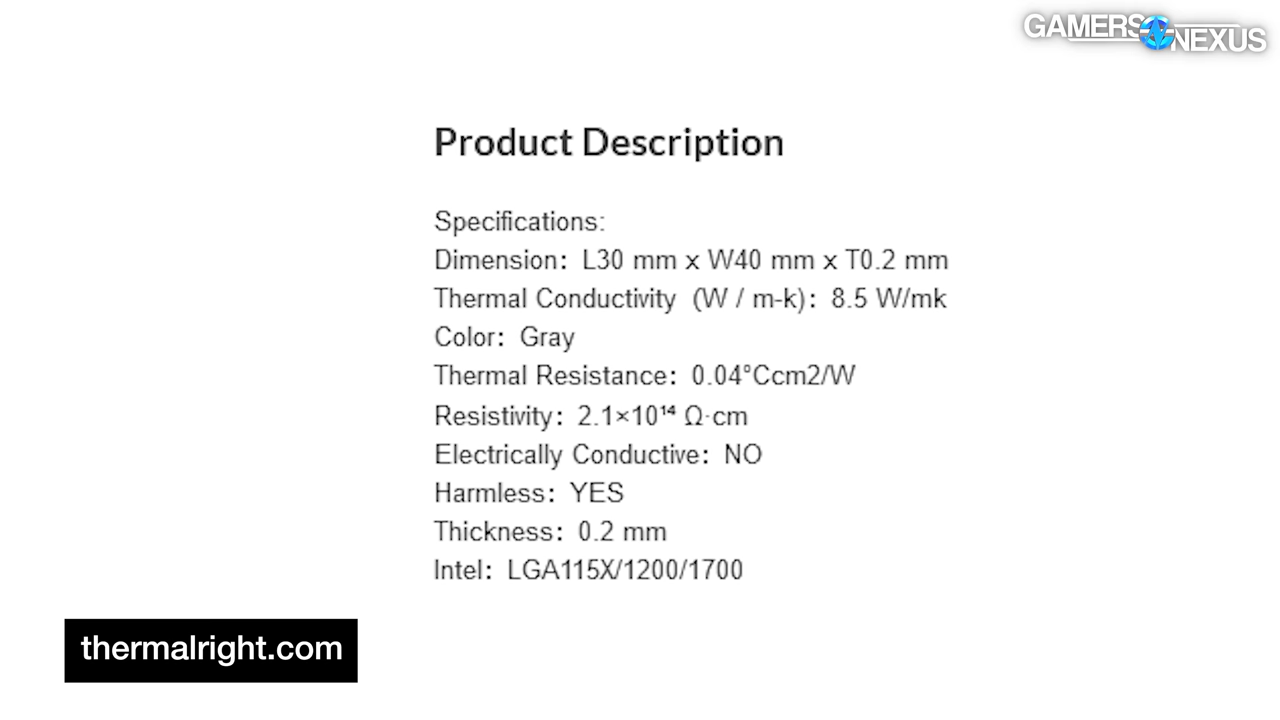 GAMERS NEXUS
Product Description
Specifications:
Dimension: L30 mm x W40 mm x T0.2 mm
Thermal Conductivity (W / m-k): 8.5 W/mk
Color: Gray
Thermal Resistance: 0.04°Ccm2/W
Resistivity: 2.1×10¹⁴ Ω·cm
Electrically Conductive: NO
Harmless: YES
Thickness: 0.2 mm
Intel: LGA115X/1200/1700
thermalright.com